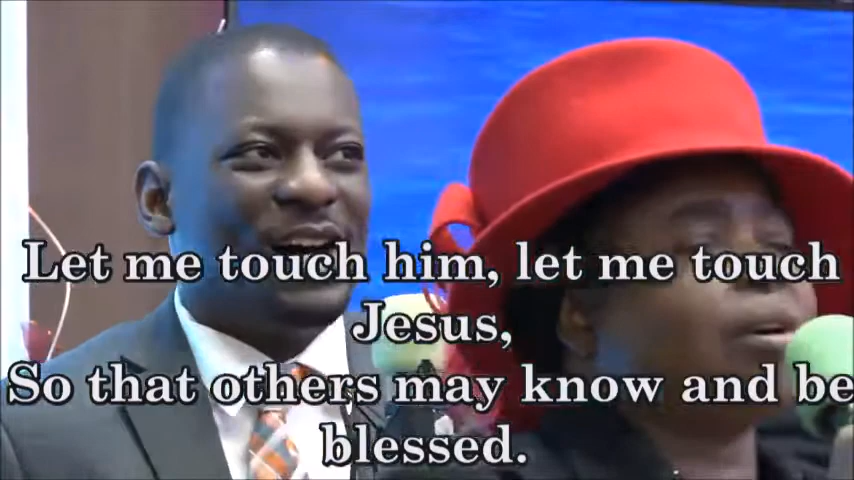 Let me touch him, let me touch
Jesus,
So that others may know and be
blessed.